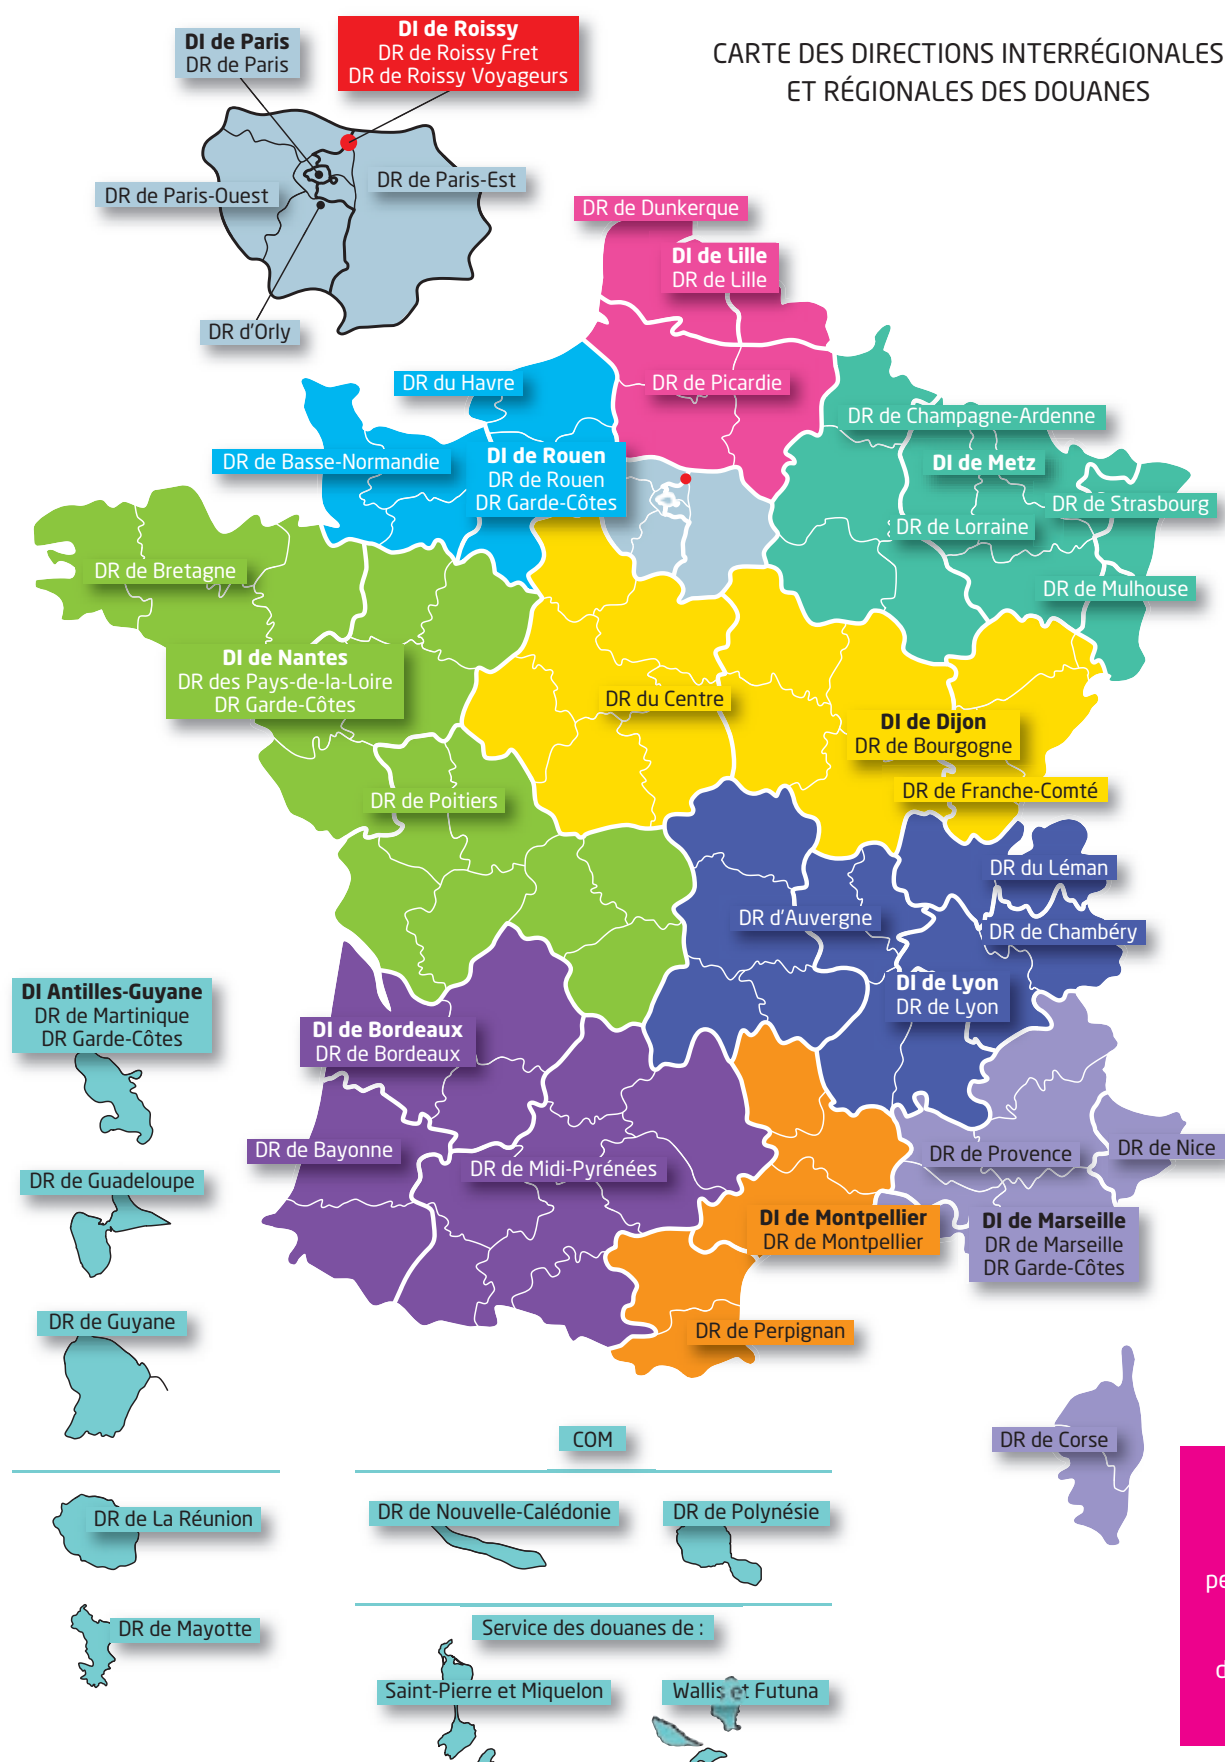 CARTE DES DIRECTIONS INTERRÉGIONALES
ET RÉGIONALES DES DOUANES
DI de Paris
DR de Paris
DI de Roissy
DR de Roissy Fret
DR de Roissy Voyageurs
DR de Paris-Ouest
DR de Paris-Est
DR d'Orly
DR de Dunkerque
DI de Lille
DR de Lille
DR de Picardie
DR du Havre
DR de Basse-Normandie
DI de Rouen
DR de Rouen
DR Garde-Côtes
DR de Champagne-Ardenne
DI de Metz
DR de Strasbourg
DR de Lorraine
DR de Mulhouse
DR de Bretagne
DI de Nantes
DR des Pays-de-la-Loire
DR Garde-Côtes
DR de Poitiers
DR du Centre
DI de Dijon
DR de Bourgogne
DR de Franche-Comté
DR du Léman
DR d'Auvergne
DR de Chambéry
DI de Lyon
DR de Lyon
DI Antilles-Guyane
DR de Martinique
DR Garde-Côtes
DI de Bordeaux
DR de Bordeaux
DR de Bayonne
DR de Midi-Pyrénées
DR de Provence
DR de Nice
DI de Montpellier
DR de Montpellier
DI de Marseille
DR de Marseille
DR Garde-Côtes
DR de Perpignan
DR de Guadeloupe
DR de Guyane
DR de Corse
COM
DR de La Réunion
DR de Nouvelle-Calédonie
DR de Polynésie
DR de Mayotte
Service des douanes de :
Saint-Pierre et Miquelon
Wallis et Futuna
pe
d